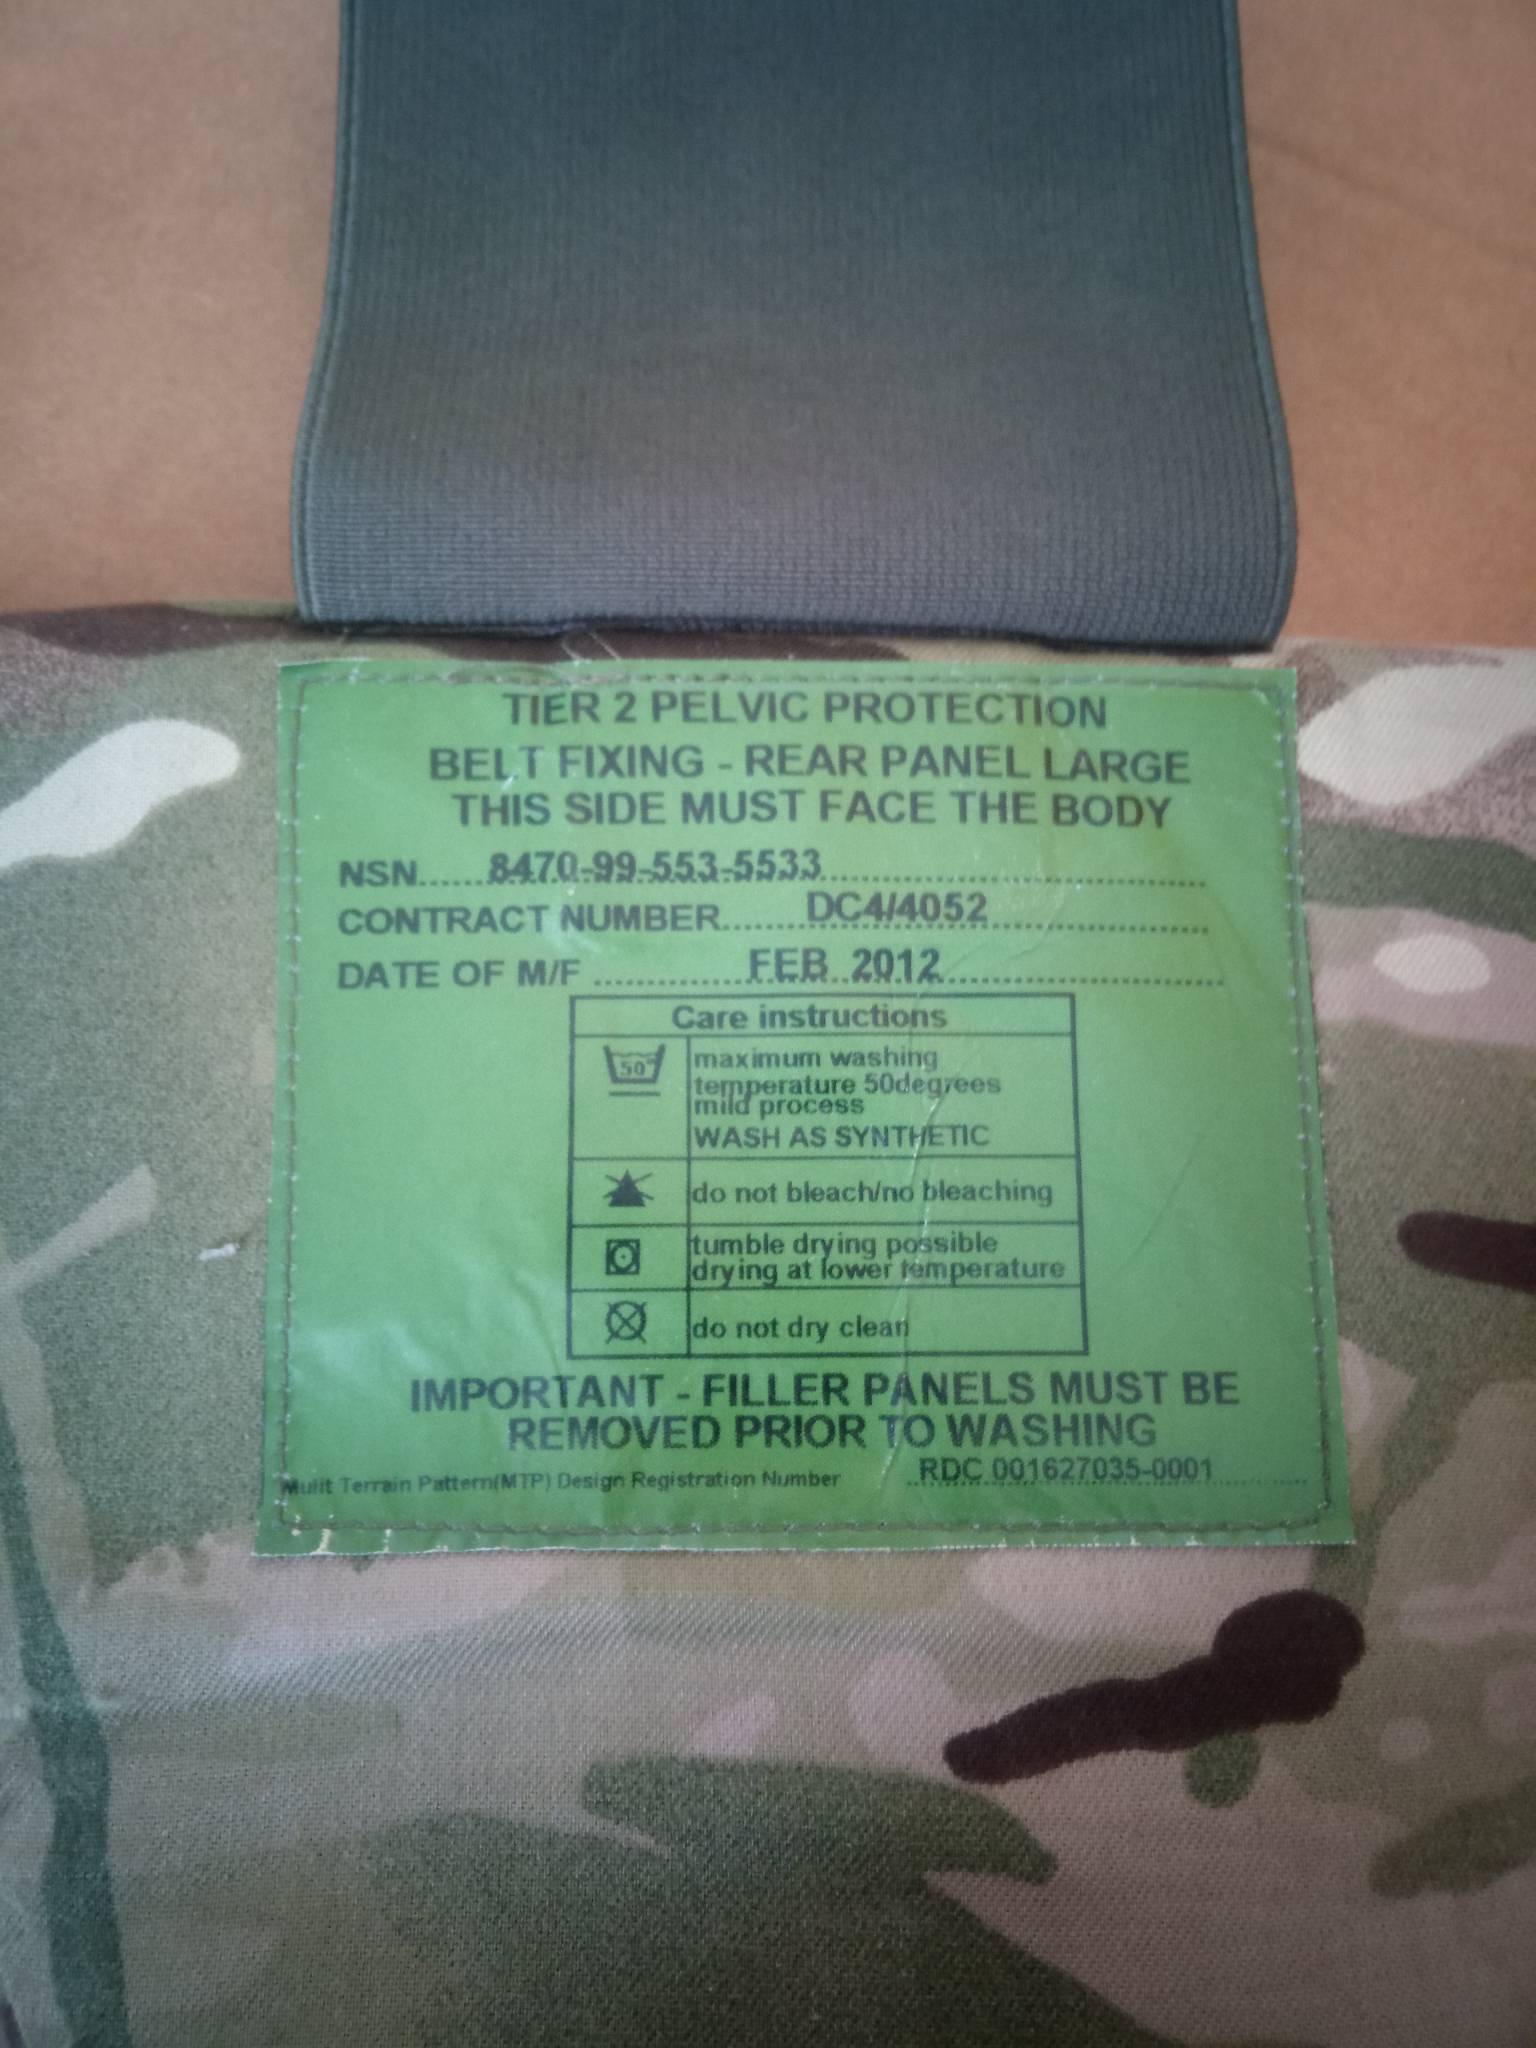 TIER 2 PELVIC PROTECTION
BELT FIXING - REAR PANEL LARGE
THIS SIDE MUST FACE THE BODY
NSN......8470-99-553-5533..............................
CONTRACT NUMBER......DC4/4052......................
DATE OF M/F ............FEB 2012......................
Care instructions
50°
maximum washing
temperature 50degrees
mild process
WASH AS SYNTHETIC
do not bleach/no bleaching
tumble drying possible
drying at lower temperature
do not dry clean
IMPORTANT - FILLER PANELS MUST BE
REMOVED PRIOR TO WASHING
Mulit Terrain Pattern(MTP) Design Registration Number ..RDC 001627035-0001..........